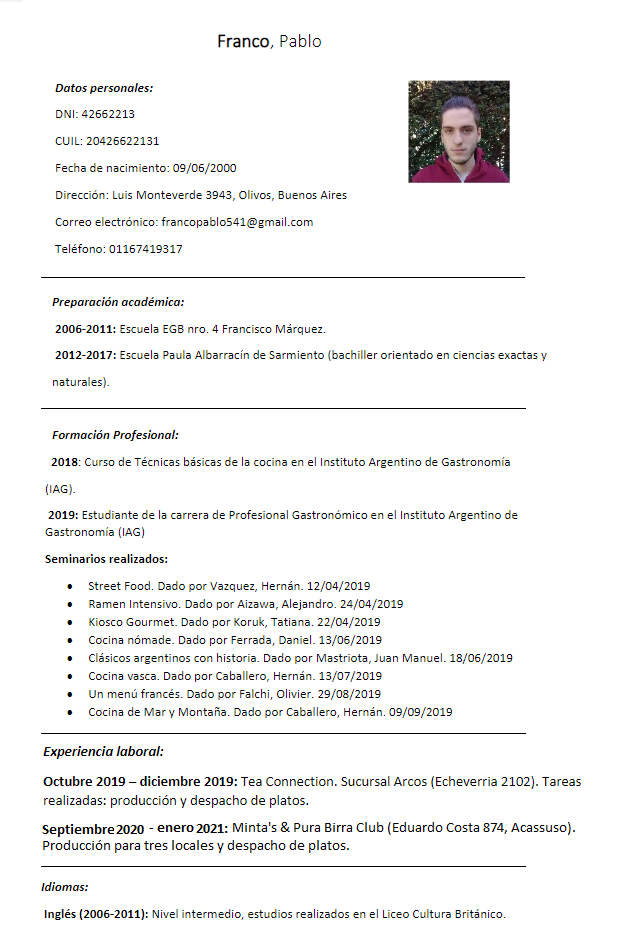 Franco, Pablo
Datos personales:
DNI: 42662213
CUIL: 20426622131
Fecha de nacimiento: 09/06/2000
Dirección: Luis Monteverde 3943, Olivos, Buenos Aires
Correo electrónico: francopablo541@gmail.com
Teléfono: 01167419317
Preparación académica:
2006-2011: Escuela EGB nro. 4 Francisco Márquez.
2012-2017: Escuela Paula Albarracín de Sarmiento (bachiller orientado en ciencias exactas y
naturales).
Formación Profesional:
2018: Curso de Técnicas básicas de la cocina en el Instituto Argentino de Gastronomía
(IAG).
2019: Estudiante de la carrera de Profesional Gastronómico en el Instituto Argentino de
Gastronomía (IAG)
Seminarios realizados:
• Street Food. Dado por Vazquez, Hernán. 12/04/2019
• Ramen Intensivo. Dado por Aizawa, Alejandro. 24/04/2019
• Kiosco Gourmet. Dado por Koruk, Tatiana. 22/04/2019
• Cocina nómade. Dado por Ferrada, Daniel. 13/06/2019
• Clásicos argentinos con historia. Dado por Mastriota, Juan Manuel. 18/06/2019
• Cocina vasca. Dado por Caballero, Hernán. 13/07/2019
• Un menú francés. Dado por Falchi, Olivier. 29/08/2019
• Cocina de Mar y Montaña. Dado por Caballero, Hernán. 09/09/2019
Experiencia laboral:
Octubre 2019 – diciembre 2019: Tea Connection. Sucursal Arcos (Echeverria 2102). Tareas
realizadas: producción y despacho de platos.
Septiembre 2020 - enero 2021: Minta's & Pura Birra Club (Eduardo Costa 874, Acassuso).
Producción para tres locales y despacho de platos.
Idiomas:
Inglés (2006-2011): Nivel intermedio, estudios realizados en el Liceo Cultura Británico.